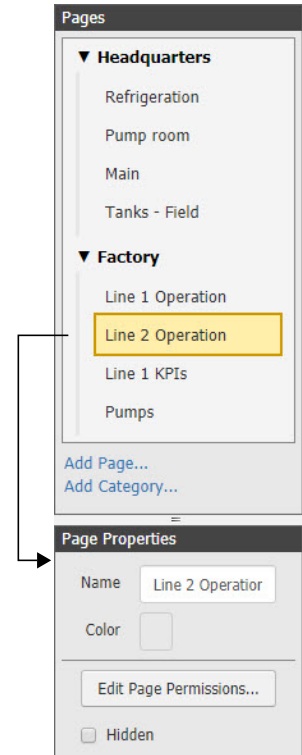 Pages
▼ Headquarters
Refrigeration
Pump room
Main
Tanks - Field
▼ Factory
Line 1 Operation
Line 2 Operation
Line 1 KPIs
Pumps
Add Page...
Add Category...
Page Properties
Name Line 2 Operatior
Color
Edit Page Permissions...
Hidden